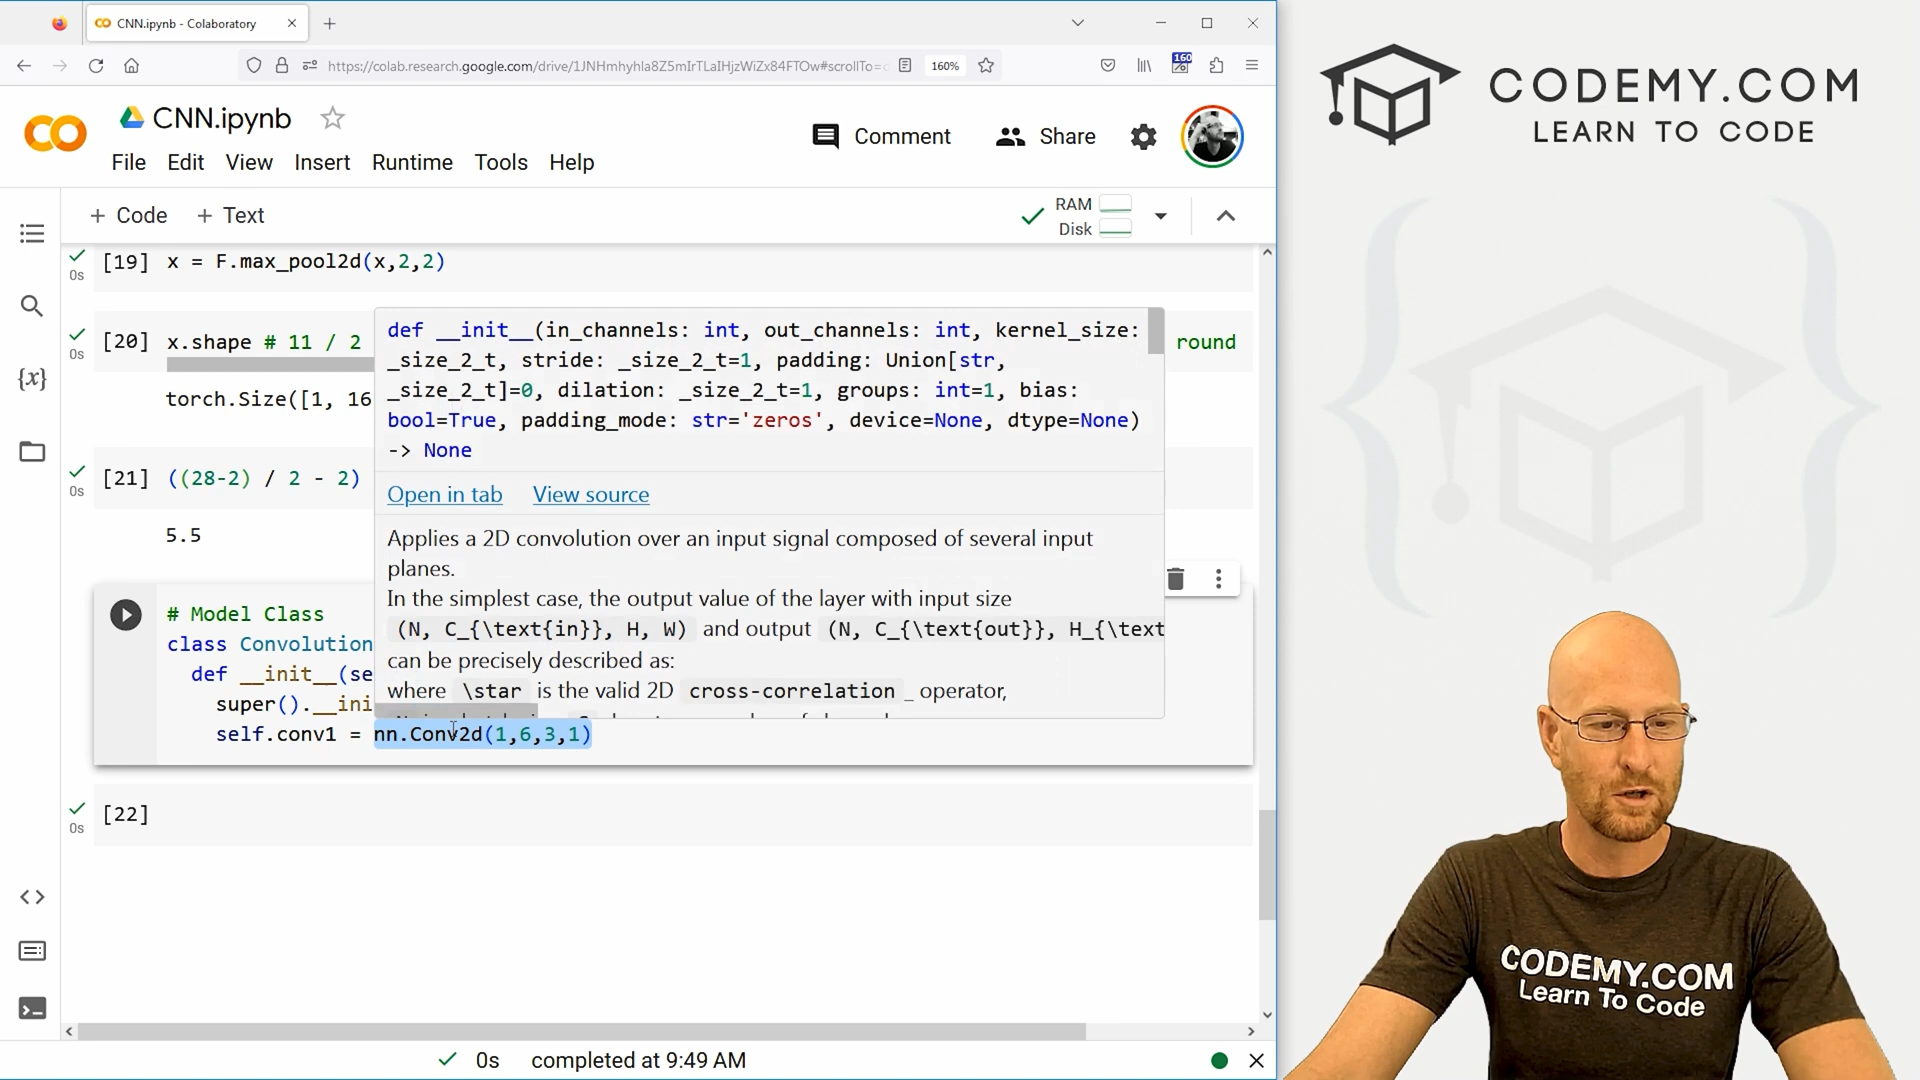 CNN.ipynb - Colaboratory
https://colab.research.google.com/drive/1JNHmhyhla8Z5mIrTLaIHjzWiZx84FTOw#scrollTo=
160%
160
CNN.ipynb
File Edit View Insert Runtime Tools Help
Comment
Share
+ Code + Text
RAM
Disk
[19] x = F.max_pool2d(x,2,2)
0s
[20] x.shape # 11 / 2
round
0s
torch.Size([1, 16
[21] ((28-2) / 2 - 2)
0s
5.5
def __init__(in_channels: int, out_channels: int, kernel_size:
_size_2_t, stride: _size_2_t=1, padding: Union[str,
_size_2_t]=0, dilation: _size_2_t=1, groups: int=1, bias:
bool=True, padding_mode: str='zeros', device=None, dtype=None)
-> None
Open in tab View source
Applies a 2D convolution over an input signal composed of several input
planes.
In the simplest case, the output value of the layer with input size
(N, C_{\text{in}}, H, W) and output (N, C_{\text{out}}, H_{\text
can be precisely described as:
where \star is the valid 2D cross-correlation_ operator,
# Model Class
class Convolution
def __init__(se
super().__ini
self.conv1 = nn.Conv2d(1,6,3,1)
[22]
0s
0s completed at 9:49 AM
CODEMY.COM
LEARN TO CODE
CODEMY.COM
Learn To Code